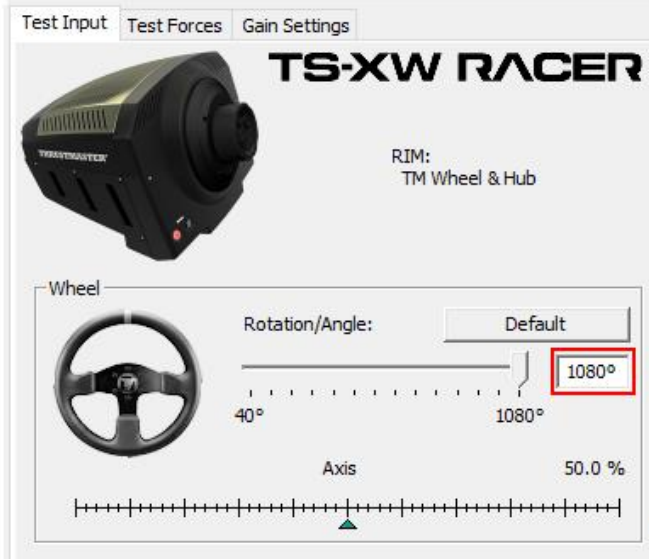 Test Input Test Forces Gain Settings
TS-XW RACER
THRUSTMASTER
RIM:
TM Wheel & Hub
Wheel
Rotation/Angle: Default
1080°
40° 1080°
Axis 50.0 %